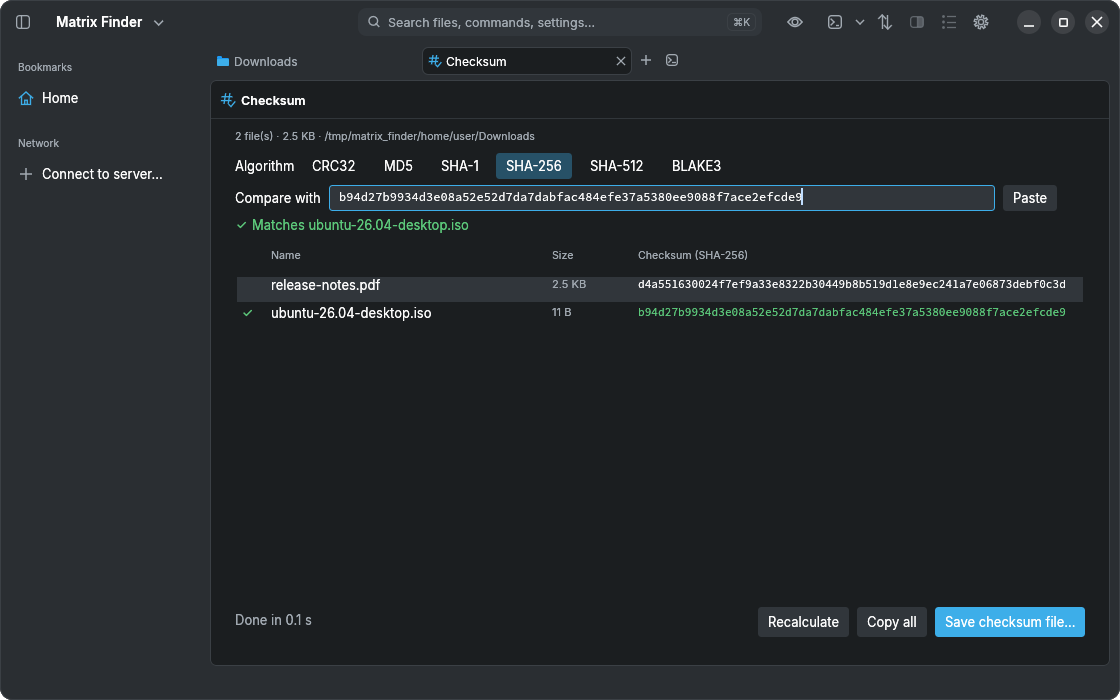 Matrix Finder
Search files, commands, settings...
⌘K
Bookmarks
Home
Network
Connect to server...
Downloads
Checksum
Checksum
2 file(s) · 2.5 KB · /tmp/matrix_finder/home/user/Downloads
Algorithm CRC32 MD5 SHA-1 SHA-256 SHA-512 BLAKE3
Compare with b94d27b9934d3e08a52e52d7da7dabfac484efe37a5380ee9088f7ace2efcde9 Paste
Matches ubuntu-26.04-desktop.iso
Name Size Checksum (SHA-256)
release-notes.pdf 2.5 KB d4a551630024f7ef9a33e8322b30449b8b519d1e8e9ec241a7e06873debf0c3d
ubuntu-26.04-desktop.iso 11 B b94d27b9934d3e08a52e52d7da7dabfac484efe37a5380ee9088f7ace2efcde9
Done in 0.1 s
Recalculate Copy all Save checksum file...